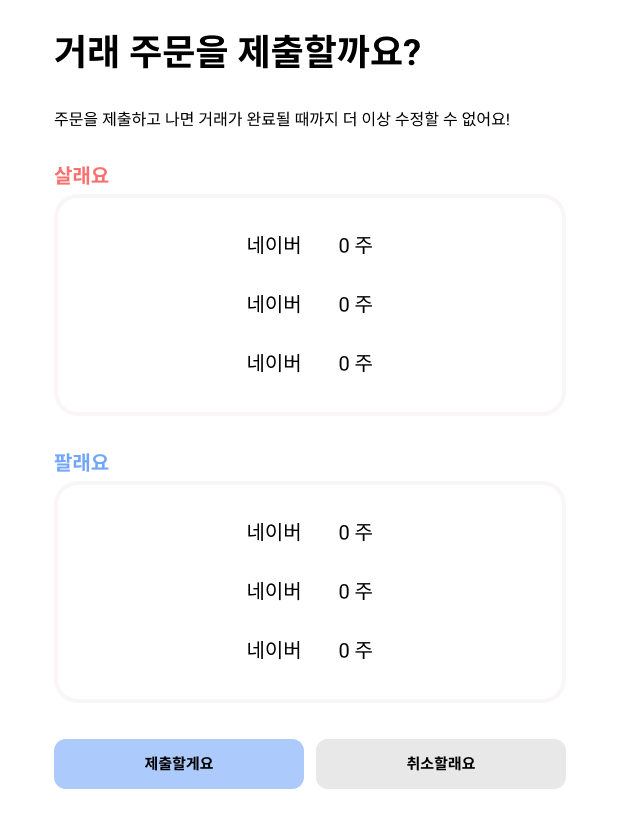 거래 주문을 제출할까요?
주문을 제출하고 나면 거래가 완료될 때까지 더 이상 수정할 수 없어요!
살래요
네이버 0 주
네이버 0 주
네이버 0 주
팔래요
네이버 0 주
네이버 0 주
네이버 0 주
제출할게요 취소할래요